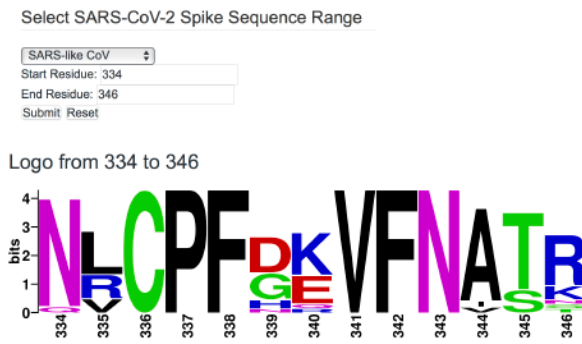 Select SARS-CoV-2 Spike Sequence Range
SARS-like CoV
Start Residue: 334
End Residue: 346
Submit Reset
Logo from 334 to 346
bits
4
3
2
1
0
N L C P F D K V F N A T R
R G E S K
V
334 335 336 337 338 339 340 341 342 343 344 345 346